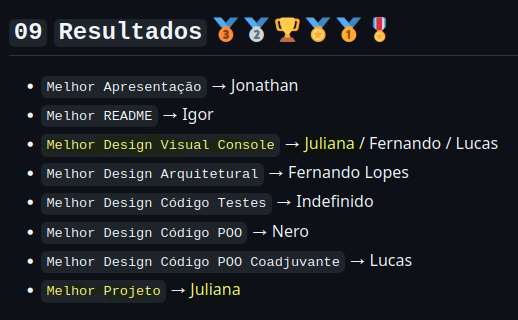 09 Resultados 🥉🥈🏆🏅🥇🎖
• Melhor Apresentação → Jonathan
• Melhor README → Igor
• Melhor Design Visual Console → Juliana / Fernando / Lucas
• Melhor Design Arquitetural → Fernando Lopes
• Melhor Design Código Testes → Indefinido
• Melhor Design Código POO → Nero
• Melhor Design Código POO Coadjuvante → Lucas
• Melhor Projeto → Juliana